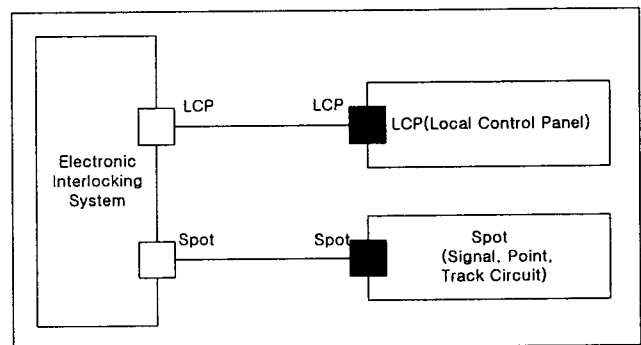 LCP LCP
LCP(Local Control Panel)
Electronic
Interlocking
System
Spot Spot
Spot
(Signal, Point,
Track Circuit)